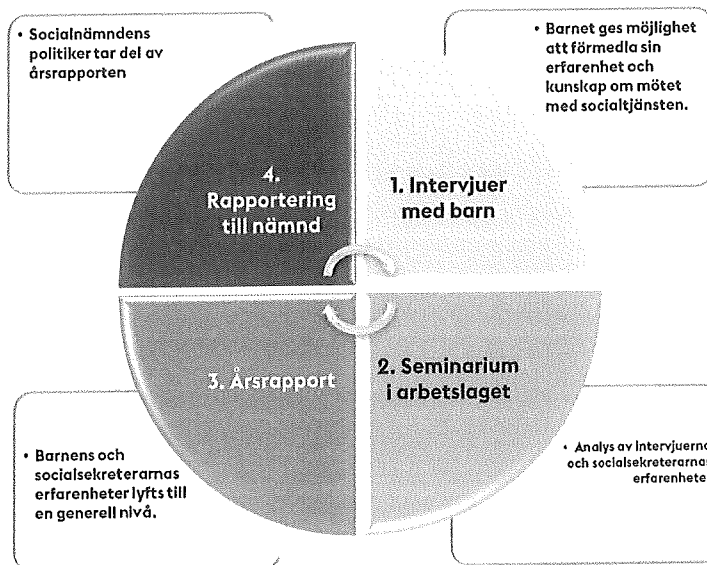 • Socialnämndens
politiker tar del av
årsrapporten
• Barnet ges möjlighet
att förmedla sin
erfarenhet och
kunskap om mötet
med socialtjänsten.
4.
Rapportering
till nämnd
1. Intervjuer
med barn
3. Årsrapport
2. Seminarium
i arbetslaget
• Barnens och
socialsekreterarnas
erfarenheter lyfts till
en generell nivå.
• Analys av intervjuerna
och socialsekreterarnas
erfarenhete